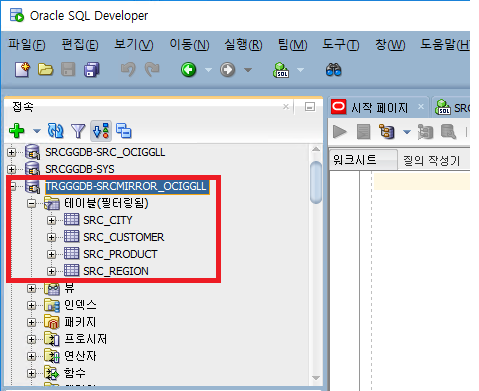 Oracle SQL Developer
파일(F) 편집(E) 보기(V) 이동(N) 실행(R) 팀(M) 도구(T) 창(W) 도움말(H)
SQL
접속
시작 페이지
SR
SRCGGDB-SRC_OCIGGLL
SRCGGDB-SYS
TRGGGDB-SRCMIRROR_OCIGGLL
테이블(필터링됨)
SRC_CITY
SRC_CUSTOMER
SRC_PRODUCT
SRC_REGION
뷰
인덱스
패키지
프로시저
연산자
함수
워크시트
질의 작성기